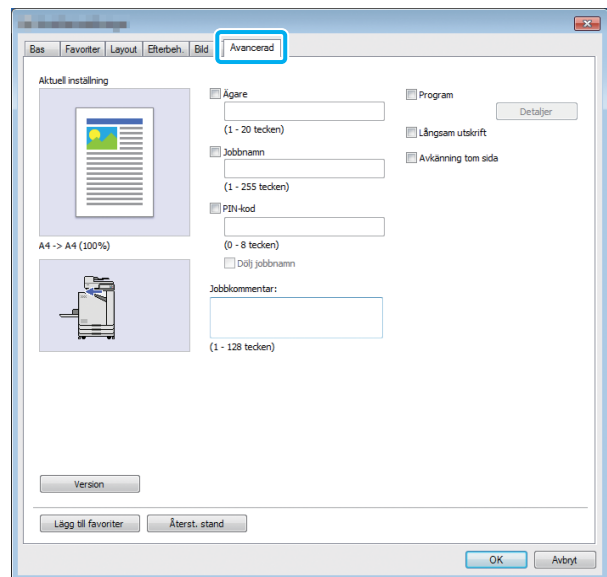 Bas Favoriter Layout Efterbeh. Bild Avancerad
Aktuell inställning
A4 -> A4 (100%)
Ägare
(1 - 20 tecken)
Jobbnamn
(1 - 255 tecken)
PIN-kod
(0 - 8 tecken)
Dölj jobbnamn
Jobbkommentar:
(1 - 128 tecken)
Program
Detaljer
Långsam utskrift
Avkänning tom sida
Version
Lägg till favoriter Återst. stand
OK Avbryt